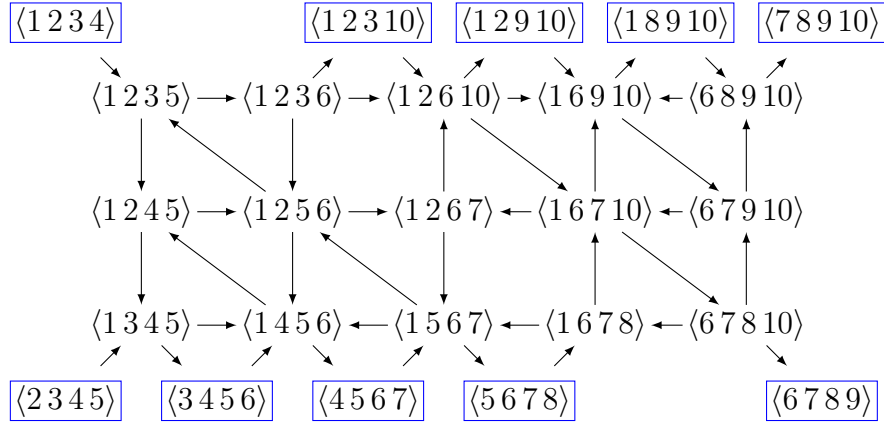 ⟨1 2 3 4⟩ ⟨1 2 3 10⟩ ⟨1 2 9 10⟩ ⟨1 8 9 10⟩ ⟨7 8 9 10⟩
⟨1 2 3 5⟩ ⟨1 2 3 6⟩ ⟨1 2 6 10⟩ ⟨1 6 9 10⟩ ⟨6 8 9 10⟩
⟨1 2 4 5⟩ ⟨1 2 5 6⟩ ⟨1 2 6 7⟩ ⟨1 6 7 10⟩ ⟨6 7 9 10⟩
⟨1 3 4 5⟩ ⟨1 4 5 6⟩ ⟨1 5 6 7⟩ ⟨1 6 7 8⟩ ⟨6 7 8 10⟩
⟨2 3 4 5⟩ ⟨3 4 5 6⟩ ⟨4 5 6 7⟩ ⟨5 6 7 8⟩ ⟨6 7 8 9⟩